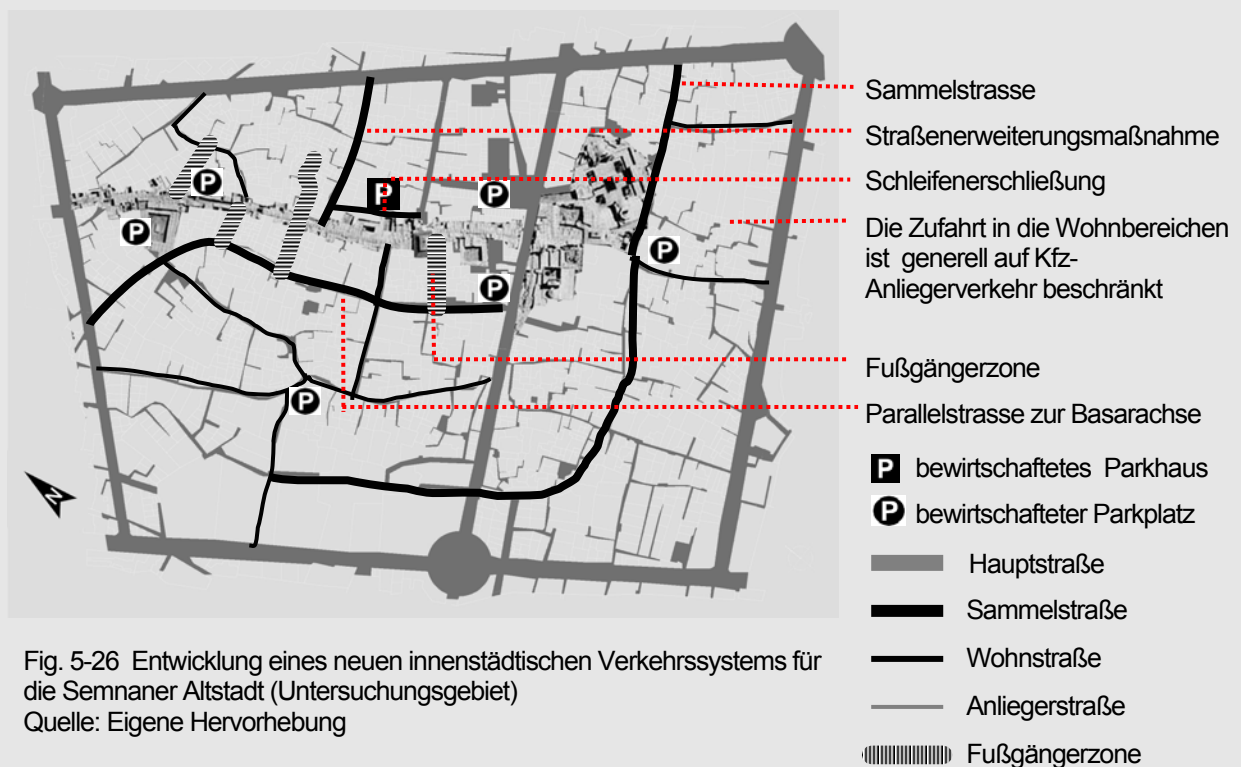 Sammelstrasse
Straßenerweiterungsmaßnahme
Schleifenerschließung
Die Zufahrt in die Wohnbereichen
ist generell auf Kfz-
Anliegerverkehr beschränkt
Fußgängerzone
Parallelstrasse zur Basarachse
P bewirtschaftetes Parkhaus
P bewirtschafteter Parkplatz
Hauptstraße
Sammelstraße
Wohnstraße
Anliegerstraße
Fußgängerzone
P
P
P
P
P
P
P
N
Fig. 5-26 Entwicklung eines neuen innenstädtischen Verkehrssystems für
die Semnaner Altstadt (Untersuchungsgebiet)
Quelle: Eigene Hervorhebung